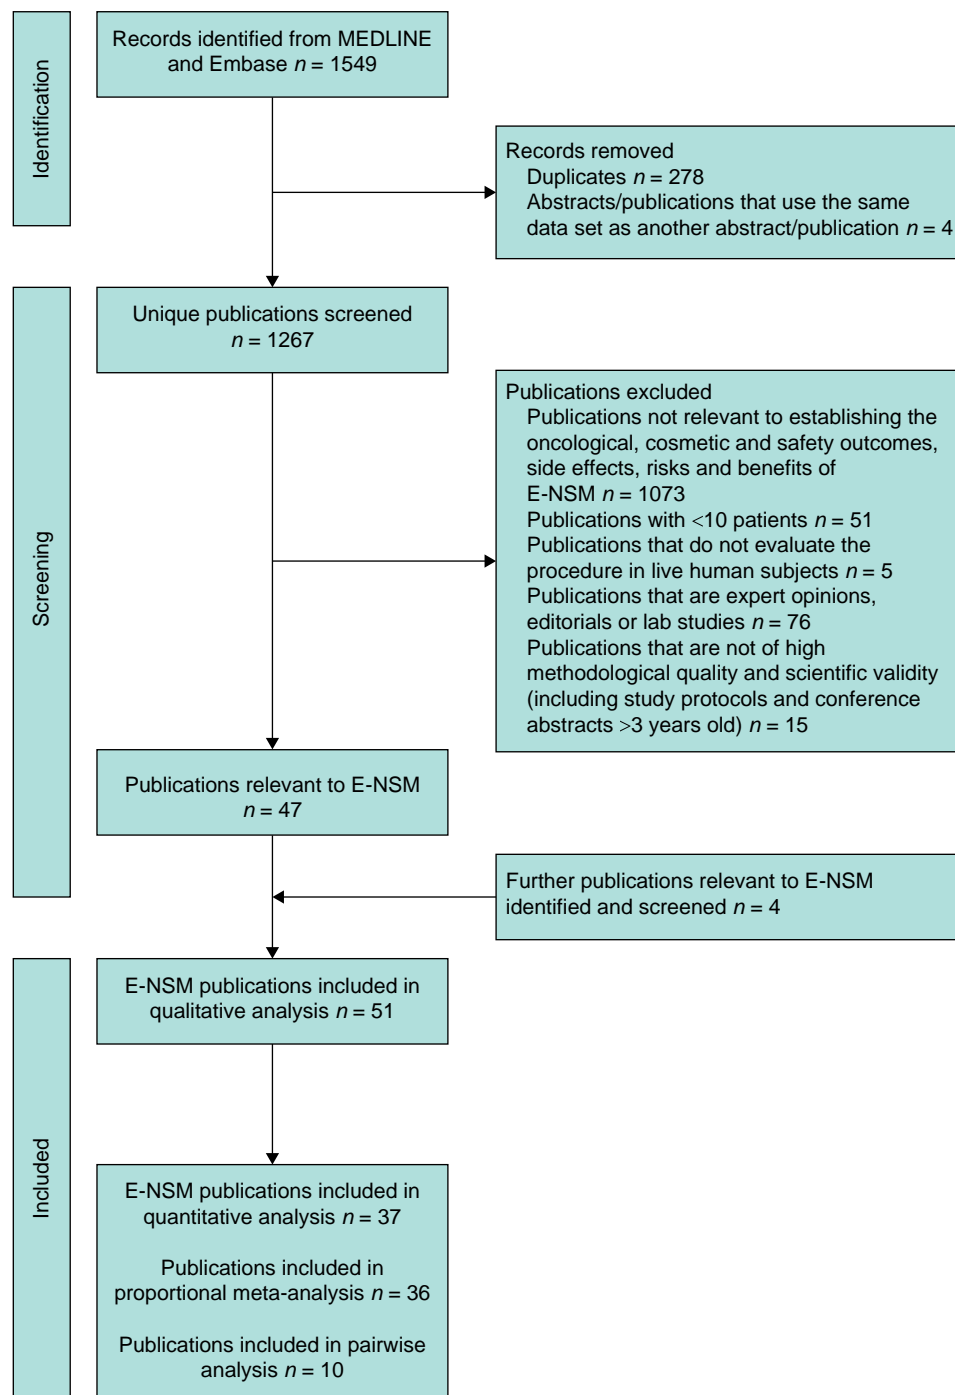 Identification
Records identified from MEDLINE
and Embase n = 1549
Records removed
Duplicates n = 278
Abstracts/publications that use the same
data set as another abstract/publication n = 4
Screening
Unique publications screened
n = 1267
Publications excluded
Publications not relevant to establishing the
oncological, cosmetic and safety outcomes,
side effects, risks and benefits of
E-NSM n = 1073
Publications with <10 patients n = 51
Publications that do not evaluate the
procedure in live human subjects n = 5
Publications that are expert opinions,
editorials or lab studies n = 76
Publications that are not of high
methodological quality and scientific validity
(including study protocols and conference
abstracts >3 years old) n = 15
Publications relevant to E-NSM
n = 47
Further publications relevant to E-NSM
identified and screened n = 4
Included
E-NSM publications included in
qualitative analysis n = 51
E-NSM publications included in
quantitative analysis n = 37
Publications included in
proportional meta-analysis n = 36
Publications included in pairwise
analysis n = 10